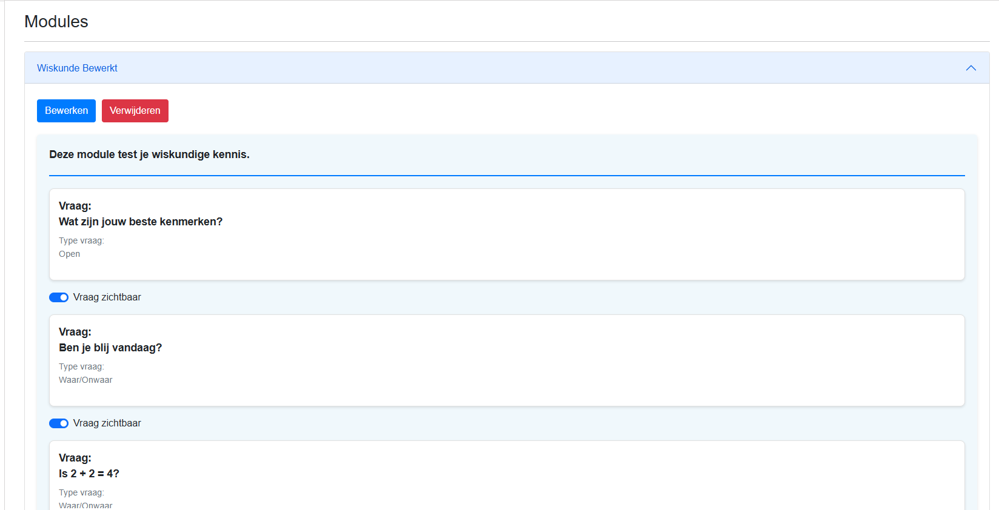 Modules
Wiskunde Bewerkt
Bewerken Verwijderen
Deze module test je wiskundige kennis.
Vraag:
Wat zijn jouw beste kenmerken?
Type vraag:
Open
Vraag zichtbaar
Vraag:
Ben je blij vandaag?
Type vraag:
Waar/Onwaar
Vraag zichtbaar
Vraag:
Is 2 + 2 = 4?
Type vraag:
Waar/Onwaar